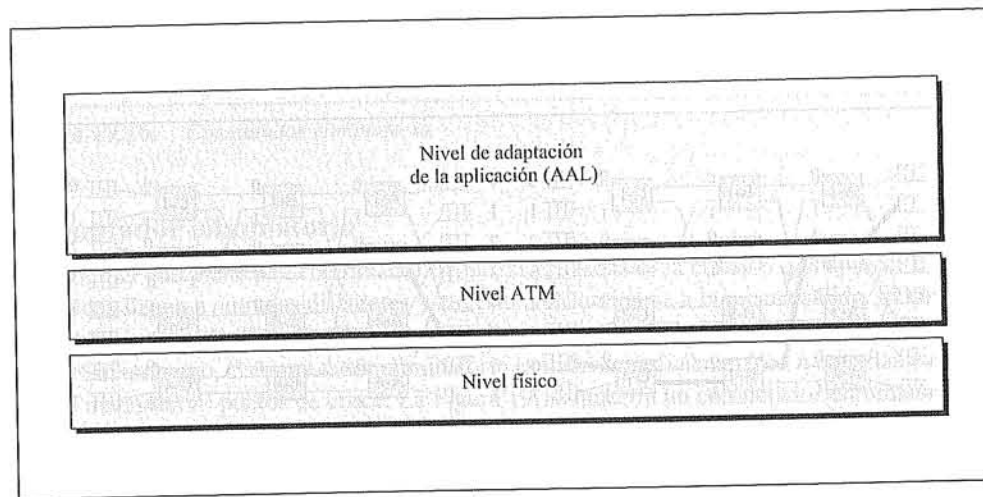 Nivel de adaptación
de la aplicación (AAL)
Nivel ATM
Nivel físico